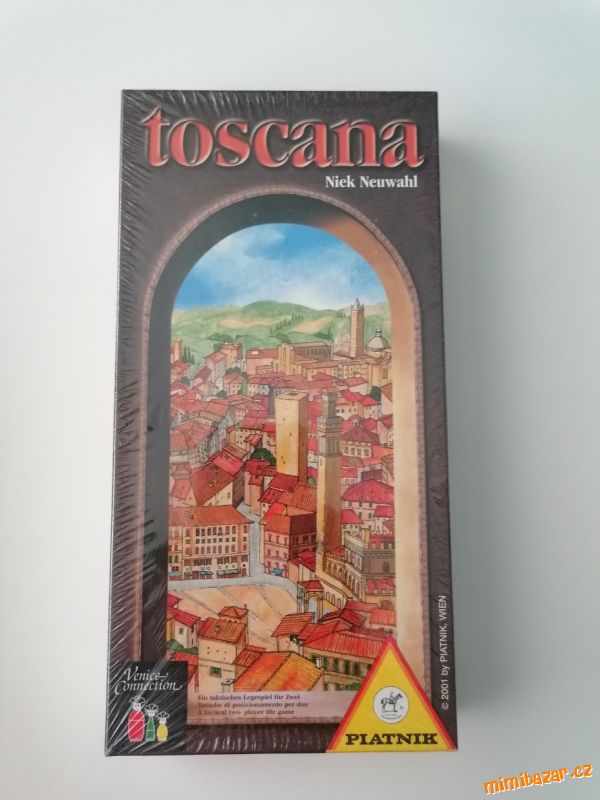 toscana
Niek Neuwahl
© 2001 by PIATNIK, WIEN
Venice
Connection
Ein taktisches Legespiel für Zwei
Tattiche di posizionamento per due
A tactical two-player tile game
PIATNIK
mimibazar.cz